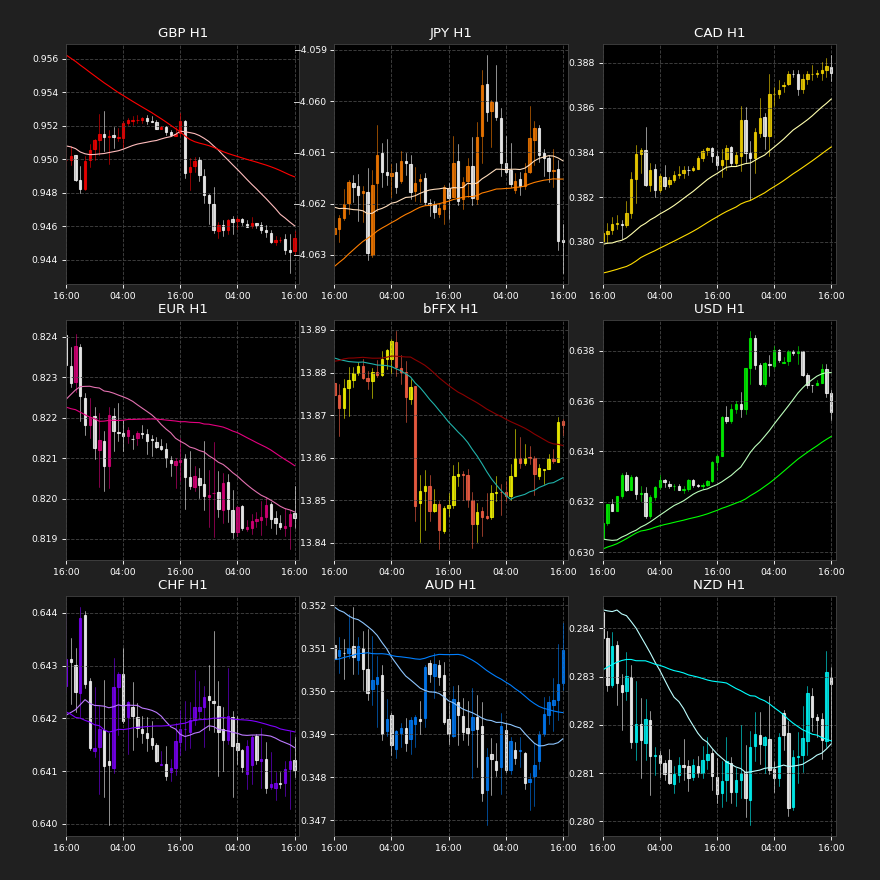 GBP H1
JPY H1
CAD H1
0.956
0.954
0.952
0.950
0.948
0.946
0.944
−4.059
−4.060
−4.061
−4.062
−4.063
0.388
0.386
0.384
0.382
0.380
16:00 04:00 16:00 04:00 16:00
16:00 04:00 16:00 04:00 16:00
16:00 04:00 16:00 04:00 16:00
EUR H1
bFFX H1
USD H1
0.824
0.823
0.822
0.821
0.820
0.819
13.89
13.88
13.87
13.86
13.85
13.84
0.638
0.636
0.634
0.632
0.630
16:00 04:00 16:00 04:00 16:00
16:00 04:00 16:00 04:00 16:00
16:00 04:00 16:00 04:00 16:00
CHF H1
AUD H1
NZD H1
0.644
0.643
0.642
0.641
0.640
0.352
0.351
0.350
0.349
0.348
0.347
0.284
0.283
0.282
0.281
0.280
16:00 04:00 16:00 04:00 16:00
16:00 04:00 16:00 04:00 16:00
16:00 04:00 16:00 04:00 16:00